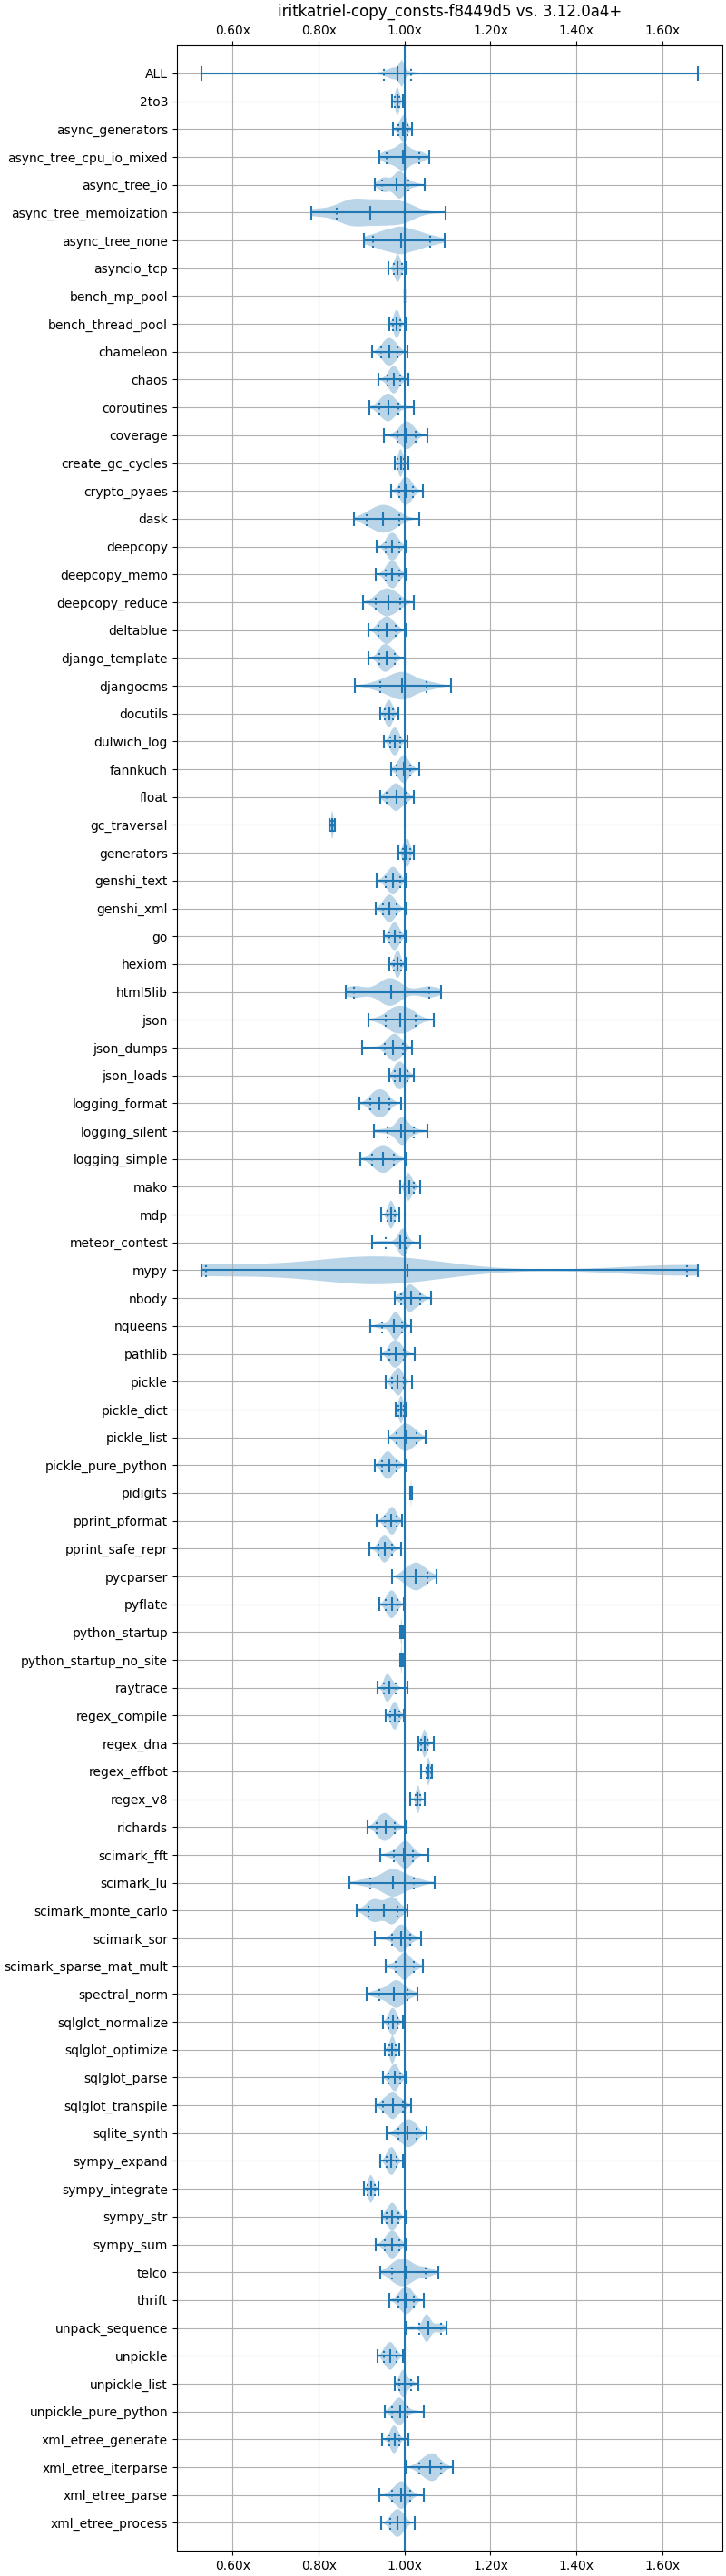 iritkatriel-copy_consts-f8449d5 vs. 3.12.0a4+
0.60x 0.80x 1.00x 1.20x 1.40x 1.60x
ALL
2to3
async_generators
async_tree_cpu_io_mixed
async_tree_io
async_tree_memoization
async_tree_none
asyncio_tcp
bench_mp_pool
bench_thread_pool
chameleon
chaos
coroutines
coverage
create_gc_cycles
crypto_pyaes
dask
deepcopy
deepcopy_memo
deepcopy_reduce
deltablue
django_template
djangocms
docutils
dulwich_log
fannkuch
float
gc_traversal
generators
genshi_text
genshi_xml
go
hexiom
html5lib
json
json_dumps
json_loads
logging_format
logging_silent
logging_simple
mako
mdp
meteor_contest
mypy
nbody
nqueens
pathlib
pickle
pickle_dict
pickle_list
pickle_pure_python
pidigits
pprint_pformat
pprint_safe_repr
pycparser
pyflate
python_startup
python_startup_no_site
raytrace
regex_compile
regex_dna
regex_effbot
regex_v8
richards
scimark_fft
scimark_lu
scimark_monte_carlo
scimark_sor
scimark_sparse_mat_mult
spectral_norm
sqlglot_normalize
sqlglot_optimize
sqlglot_parse
sqlglot_transpile
sqlite_synth
sympy_expand
sympy_integrate
sympy_str
sympy_sum
telco
thrift
unpack_sequence
unpickle
unpickle_list
unpickle_pure_python
xml_etree_generate
xml_etree_iterparse
xml_etree_parse
xml_etree_process
0.60x 0.80x 1.00x 1.20x 1.40x 1.60x